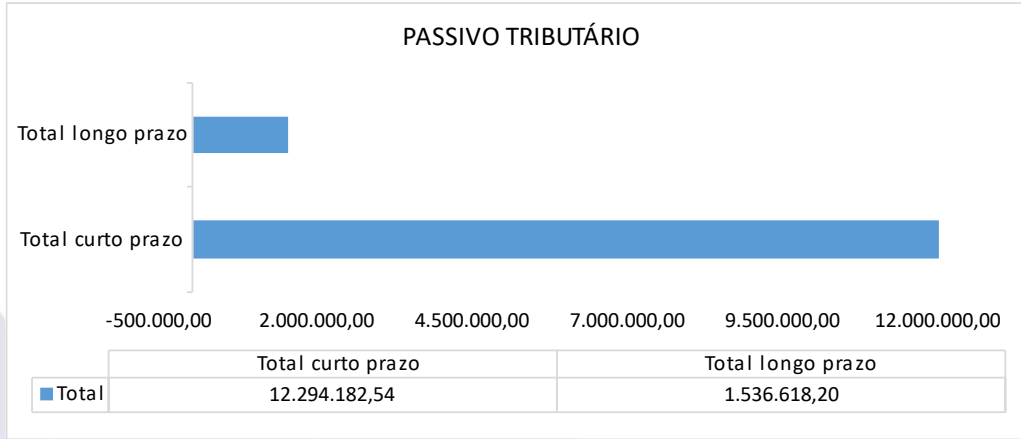 PASSIVO TRIBUTÁRIO
Total longo prazo
Total curto prazo
-500.000,00 2.000.000,00 4.500.000,00 7.000.000,00 9.500.000,00 12.000.000,00
Total curto prazo Total longo prazo
Total 12.294.182,54 1.536.618,20